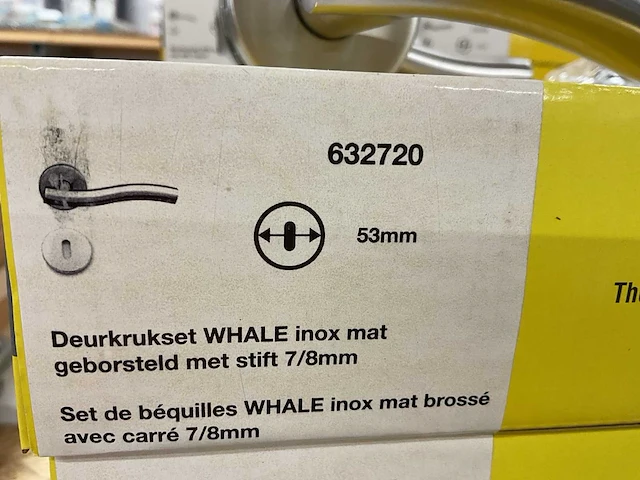 632720
53mm
Deurkrukset WHALE inox mat
geborsteld met stift 7/8mm
Set de béquilles WHALE inox mat brossé
avec carré 7/8mm